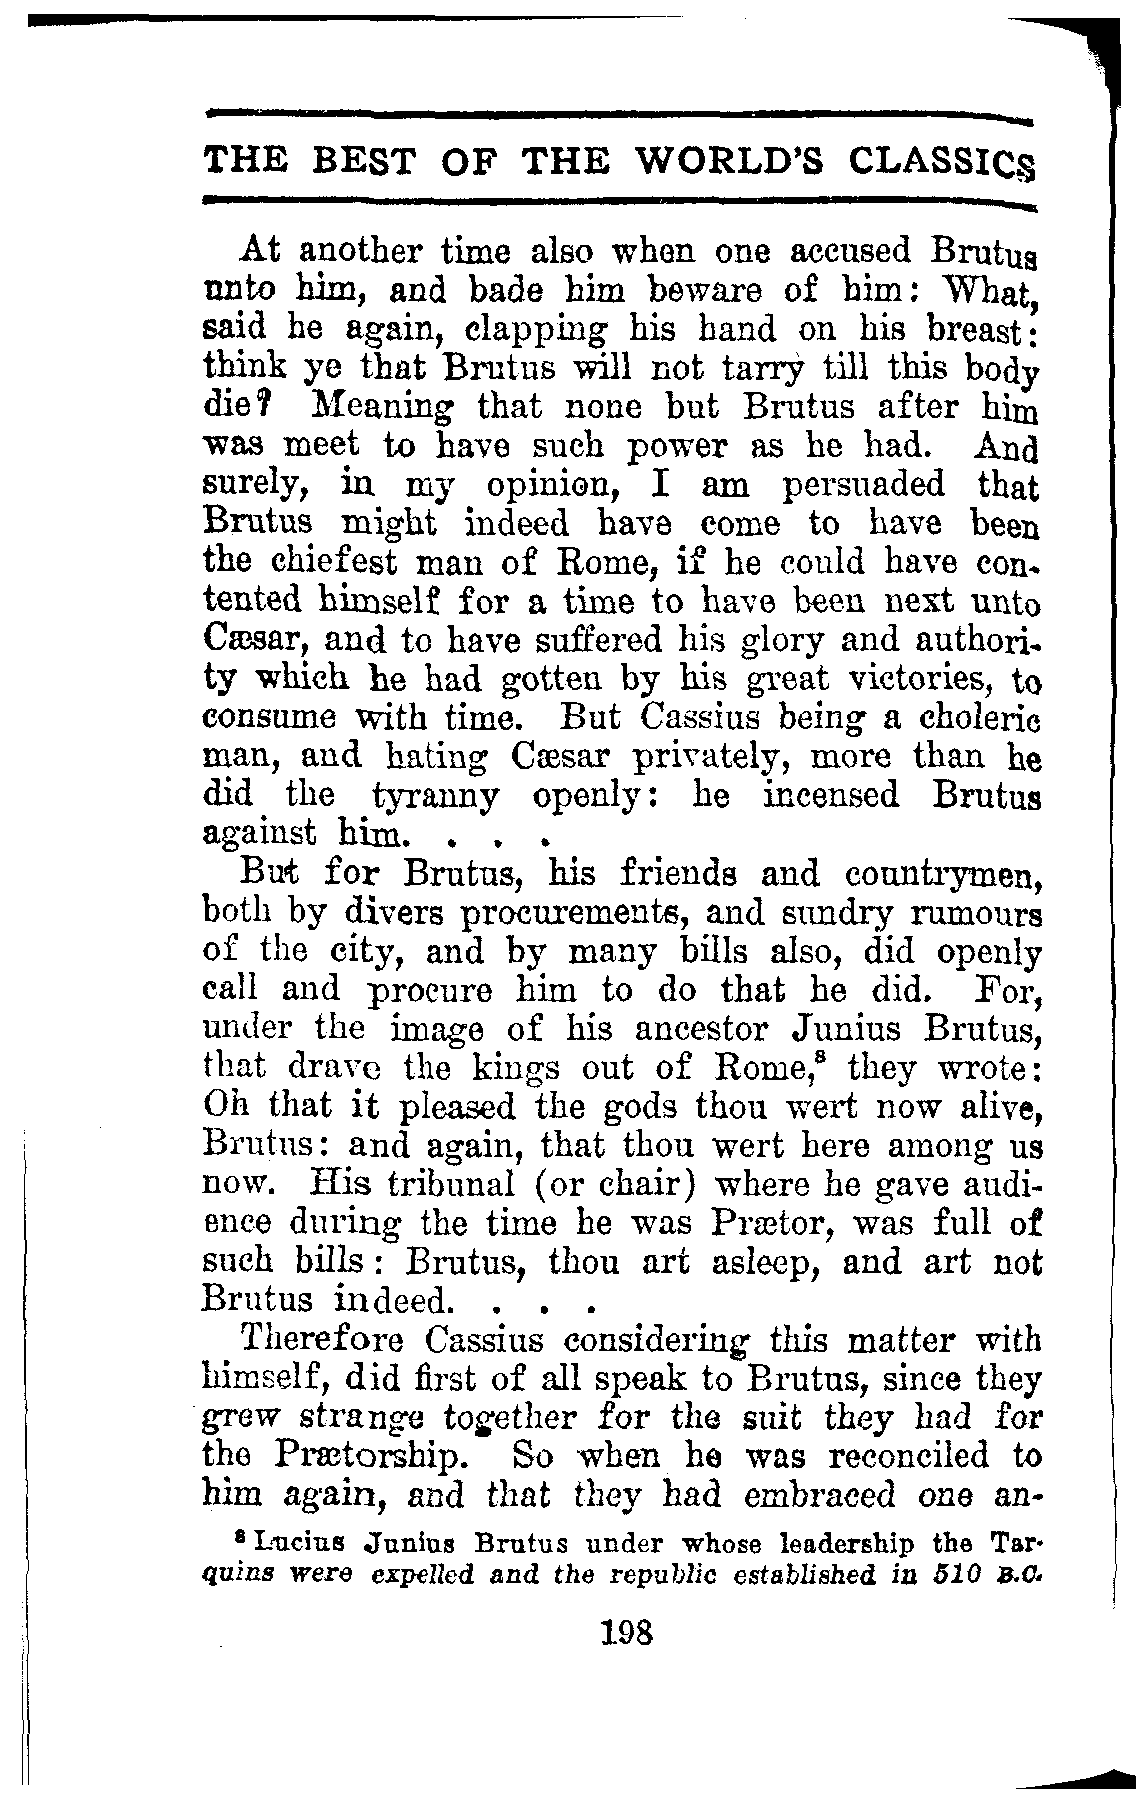 THE BEST OF THE WORLD'S CLASSICS
At another time also when one accused Brutus
unto him, and bade him beware of him: What,
said he again, clapping his hand on his breast:
think ye that Brutus will not tarry till this body
die? Meaning that none but Brutus after him
was meet to have such power as he had. And
surely, in my opinion, I am persuaded that
Brutus might indeed have come to have been
the chiefest man of Rome, if he could have con-
tented himself for a time to have been next unto
Cæsar, and to have suffered his glory and authori-
ty which he had gotten by his great victories, to
consume with time. But Cassius being a choleric
man, and hating Cæsar privately, more than he
did the tyranny openly: he incensed Brutus
against him. . . .
But for Brutus, his friends and countrymen,
both by divers procurements, and sundry rumours
of the city, and by many bills also, did openly
call and procure him to do that he did. For,
under the image of his ancestor Junius Brutus,
that drave the kings out of Rome,⁸ they wrote:
Oh that it pleased the gods thou wert now alive,
Brutus: and again, that thou wert here among us
now. His tribunal (or chair) where he gave audi-
ence during the time he was Prætor, was full of
such bills: Brutus, thou art asleep, and art not
Brutus indeed. . . .
Therefore Cassius considering this matter with
himself, did first of all speak to Brutus, since they
grew strange together for the suit they had for
the Prætorship. So when he was reconciled to
him again, and that they had embraced one an-
⁸ Lucius Junius Brutus under whose leadership the Tar-
quins were expelled and the republic established in 510 B.C.
198